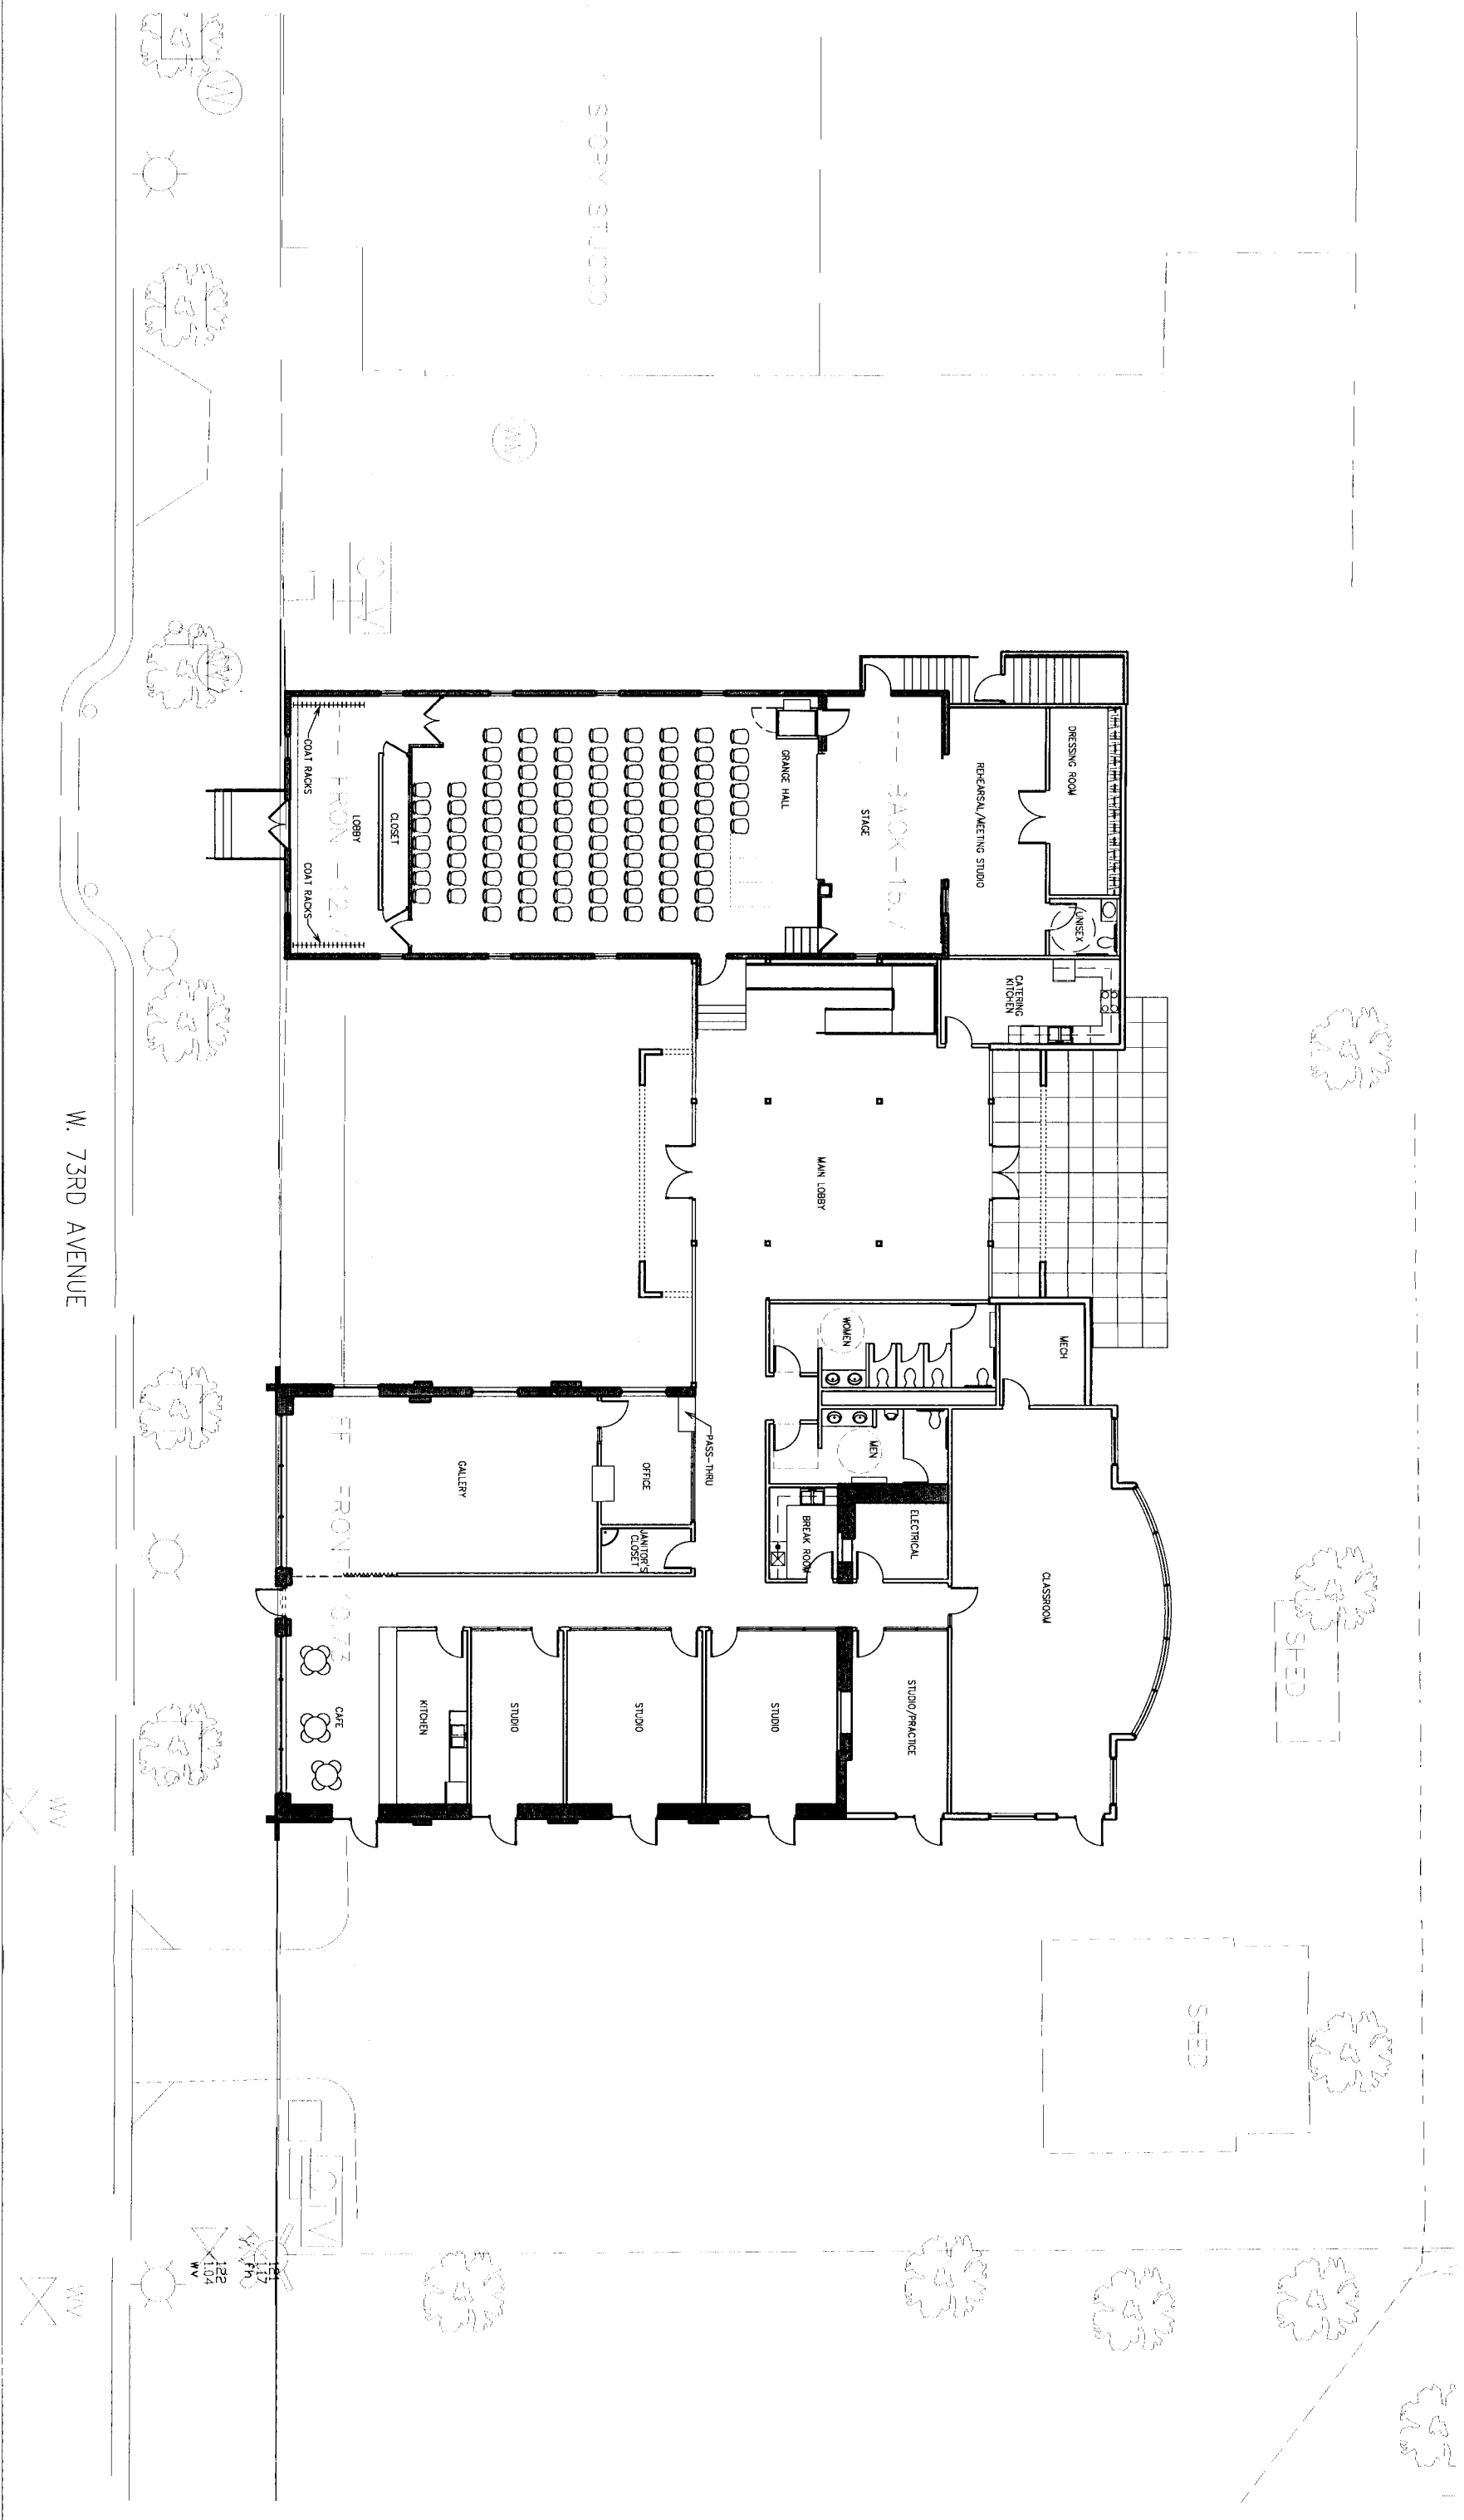 W. 73RD AVENUE
DRESSING ROOM
REHEARSAL/MEETING STUDIO
UNISEX
STAGE
GRANGE HALL
COAT RACKS
CLOSET
LOBBY
COAT RACKS
CATERING
KITCHEN
MAIN LOBBY
WOMEN
MECH
MEN
PASS-THRU
OFFICE
GALLERY
JANITOR'S
CLOSET
BREAK ROOM
ELECTRICAL
CLASSROOM
STUDIO/PRACTICE
STUDIO
STUDIO
STUDIO
KITCHEN
CAFE
SHED
SHED
STORY STUCCO
W
WV
WV
122
104
WV